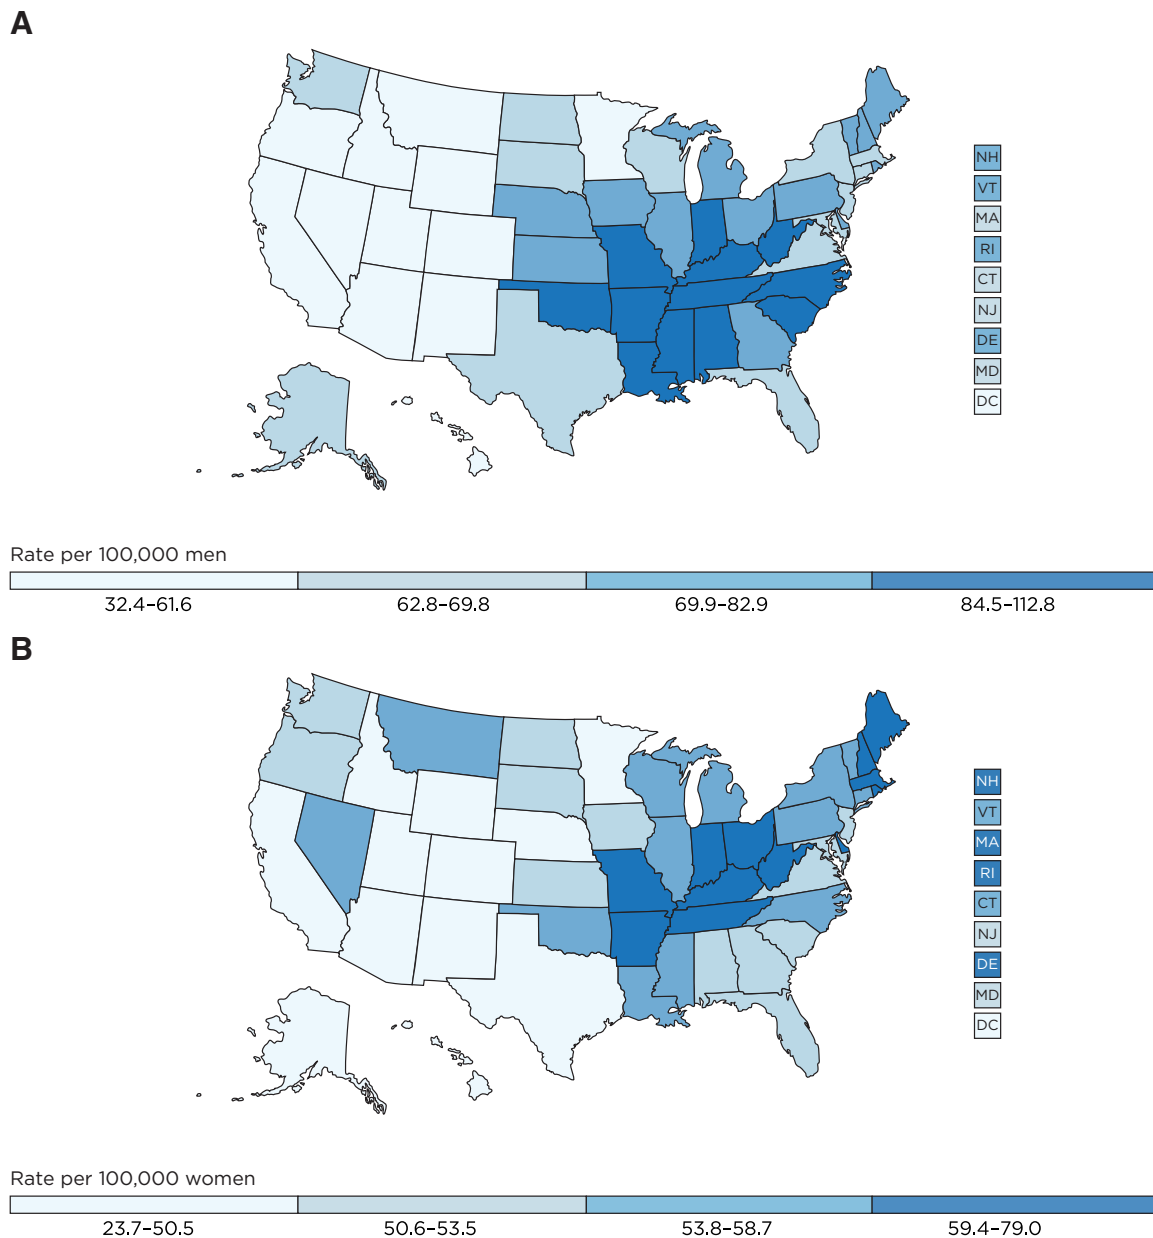 A
NH
VT
MA
RI
CT
NJ
DE
MD
DC
Rate per 100,000 men
32.4–61.6 62.8–69.8 69.9–82.9 84.5–112.8
B
NH
VT
MA
RI
CT
NJ
DE
MD
DC
Rate per 100,000 women
23.7–50.5 50.6–53.5 53.8–58.7 59.4–79.0